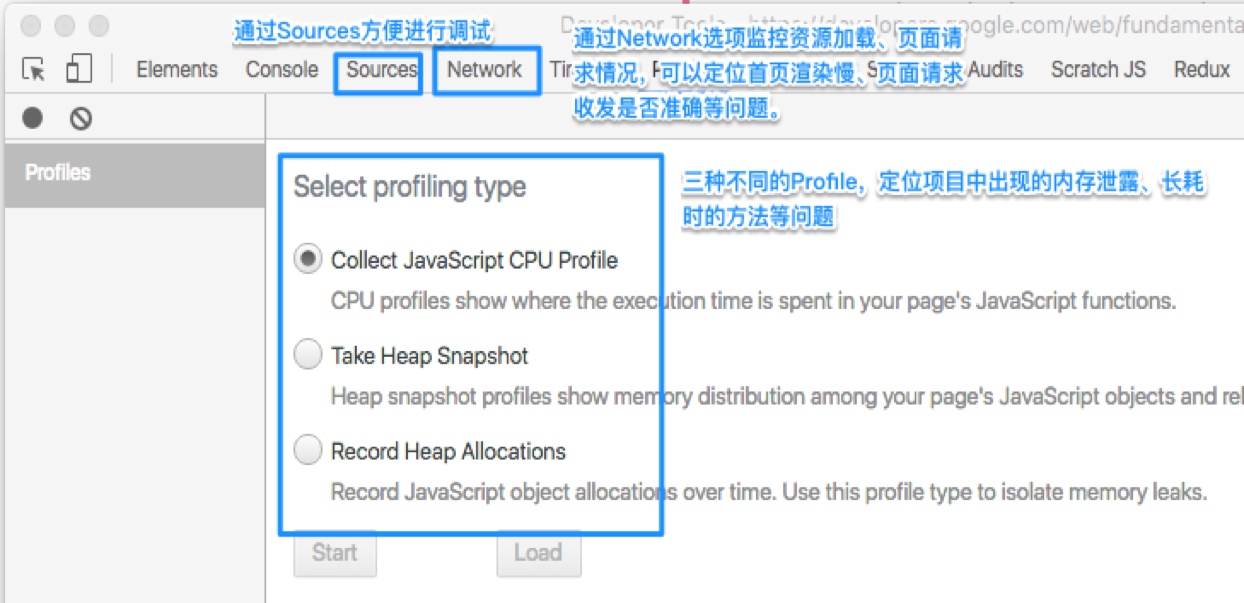 Developer Tools - https://developers.google.com/web/fundamenta
通过Sources方便进行调试
通过Network选项监控资源加载、页面请
求情况，可以定位首页渲染慢、页面请求
收发是否准确等问题。
Elements Console Sources Network Audits Scratch JS Redux
Profiles
Select profiling type
三种不同的Profile，定位项目中出现的内存泄露、长耗
时的方法等问题
Collect JavaScript CPU Profile
CPU profiles show where the execution time is spent in your page's JavaScript functions.
Take Heap Snapshot
Heap snapshot profiles show memory distribution among your page's JavaScript objects and rel
Record Heap Allocations
Record JavaScript object allocations over time. Use this profile type to isolate memory leaks.
Start Load